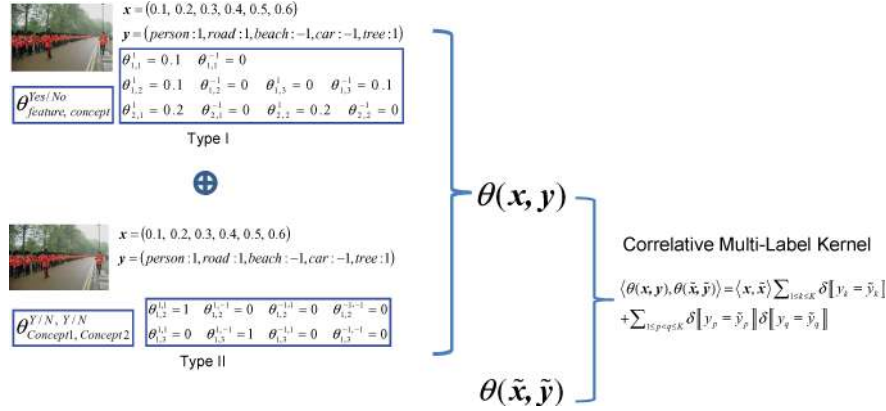 x = (0.1, 0.2, 0.3, 0.4, 0.5, 0.6)
y = (person :1, road :1, beach : −1, car : −1, tree :1)
θ^{Yes/No}_{feature, concept}
θ^{1}_{1,1} = 0.1 θ^{-1}_{1,1} = 0
θ^{1}_{1,2} = 0.1 θ^{-1}_{1,2} = 0 θ^{1}_{1,3} = 0 θ^{-1}_{1,3} = 0.1
θ^{1}_{2,1} = 0.2 θ^{-1}_{2,1} = 0 θ^{1}_{2,2} = 0.2 θ^{-1}_{2,2} = 0
Type I
⊕
x = (0.1, 0.2, 0.3, 0.4, 0.5, 0.6)
y = (person :1, road :1, beach : −1, car : −1, tree :1)
θ^{Y/N, Y/N}_{Concept1, Concept2}
θ^{1,1}_{1,2} = 1 θ^{1,-1}_{1,2} = 0 θ^{-1,1}_{1,2} = 0 θ^{-1,-1}_{1,2} = 0
θ^{1,1}_{1,3} = 0 θ^{1,-1}_{1,3} = 1 θ^{-1,1}_{1,3} = 0 θ^{-1,-1}_{1,3} = 0
Type II
θ(x, y)
θ(x̃, ỹ)
Correlative Multi-Label Kernel
⟨θ(x, y), θ(x̃, ỹ)⟩ = ⟨x, x̃⟩ ∑_{1≤k≤K} δ⟦y_k = ỹ_k⟧
+ ∑_{1≤p<q≤K} δ⟦y_p = ỹ_p⟧ δ⟦y_q = ỹ_q⟧